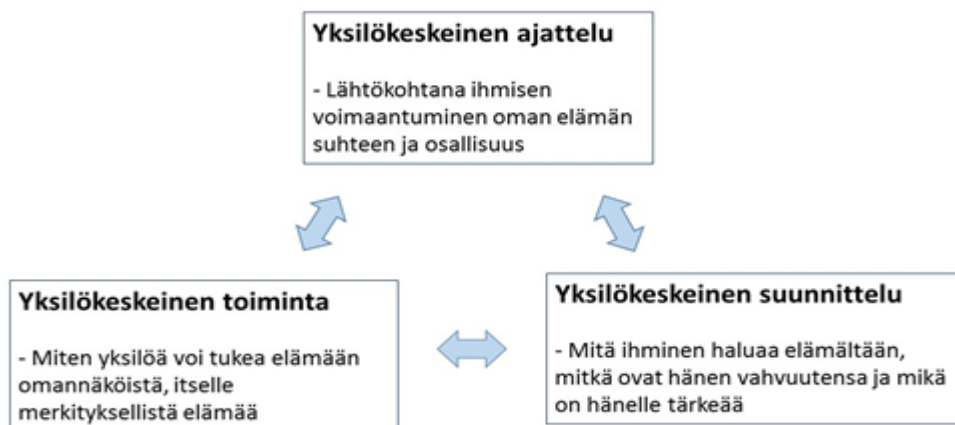 Yksilökeskeinen ajattelu
- Lähtökohtana ihmisen
voimaantuminen oman elämän
suhteen ja osallisuus
Yksilökeskeinen toiminta
- Miten yksilöä voi tukea elämään
omannäköistä, itselle
merkityksellistä elämää
Yksilökeskeinen suunnittelu
- Mitä ihminen haluaa elämältään,
mitkä ovat hänen vahvuutensa ja mikä
on hänelle tärkeää